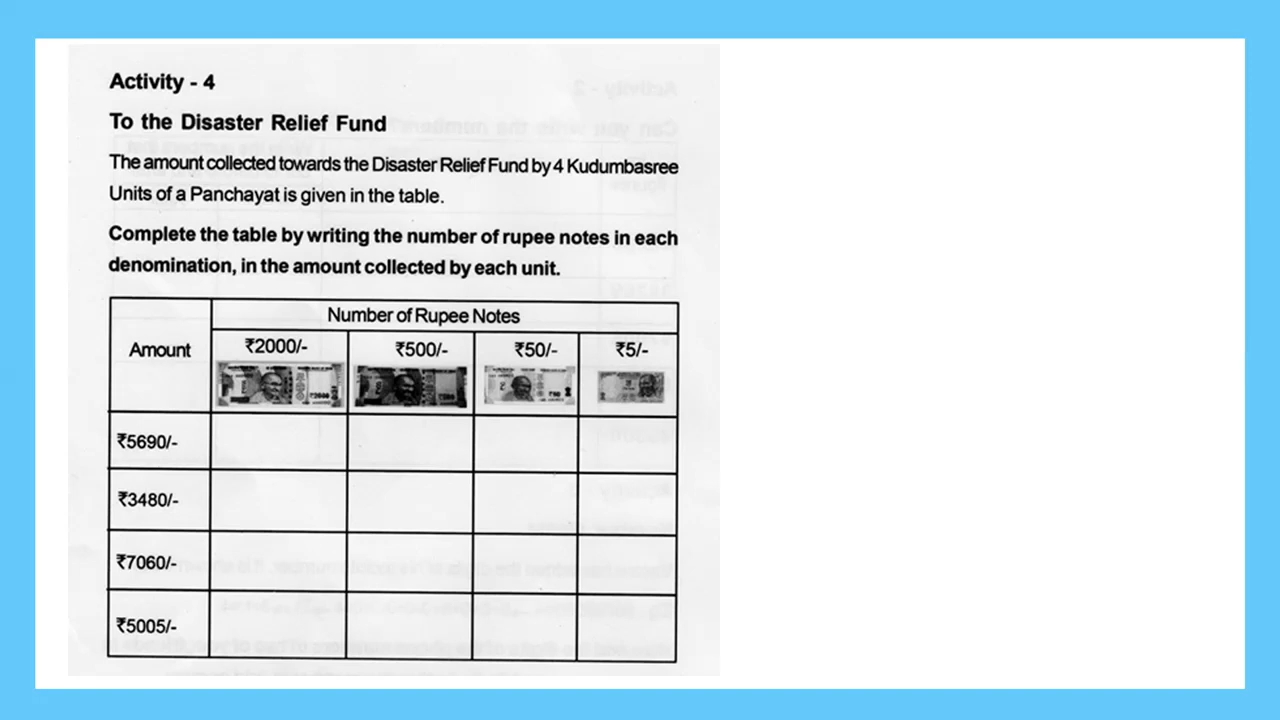 Activity - 4
To the Disaster Relief Fund
The amount collected towards the Disaster Relief Fund by 4 Kudumbasree
Units of a Panchayat is given in the table.
Complete the table by writing the number of rupee notes in each
denomination, in the amount collected by each unit.
Number of Rupee Notes
Amount
₹2000/-
₹500/-
₹50/-
₹5/-
₹5690/-
₹3480/-
₹7060/-
₹5005/-